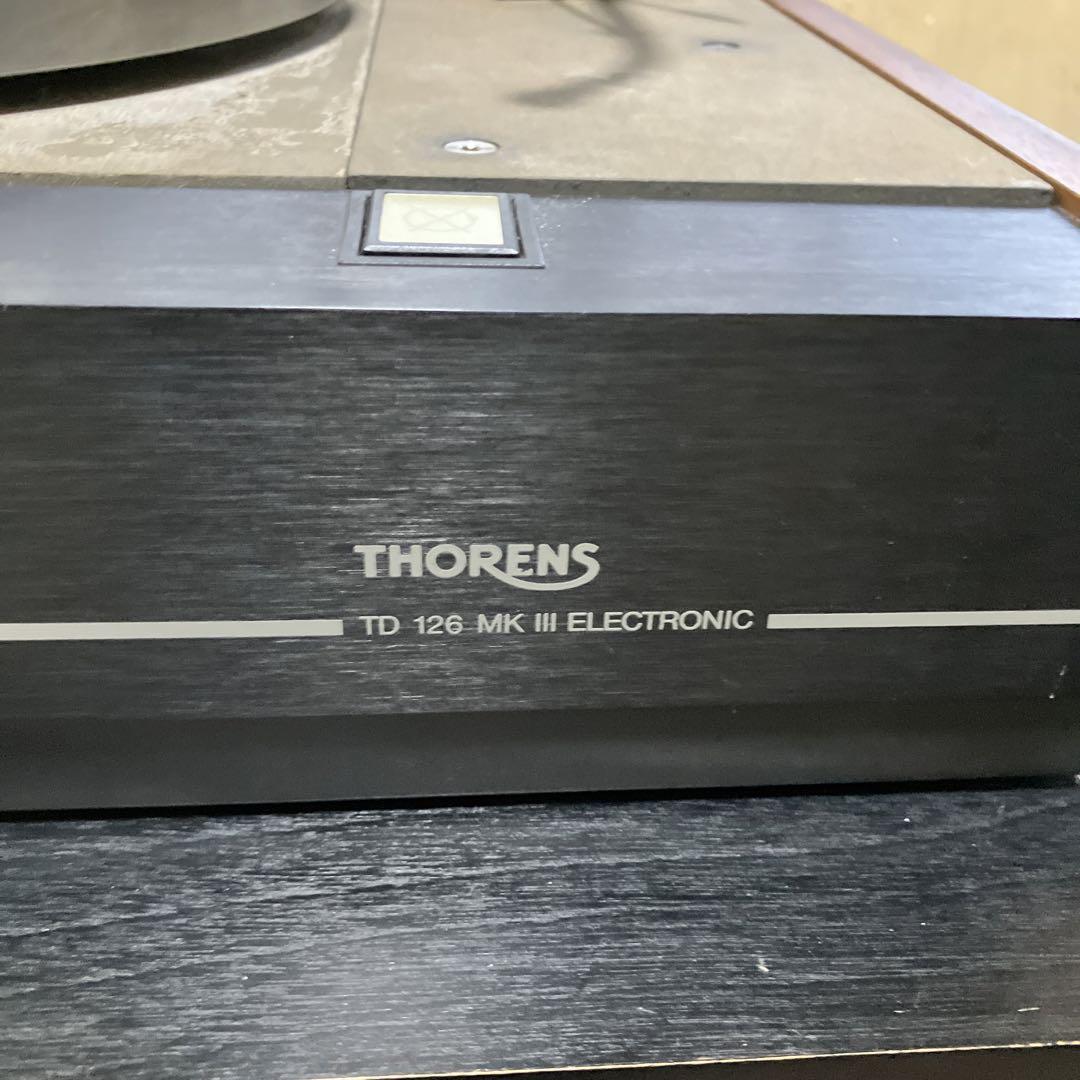 THORENS
TD 126 MK III ELECTRONIC